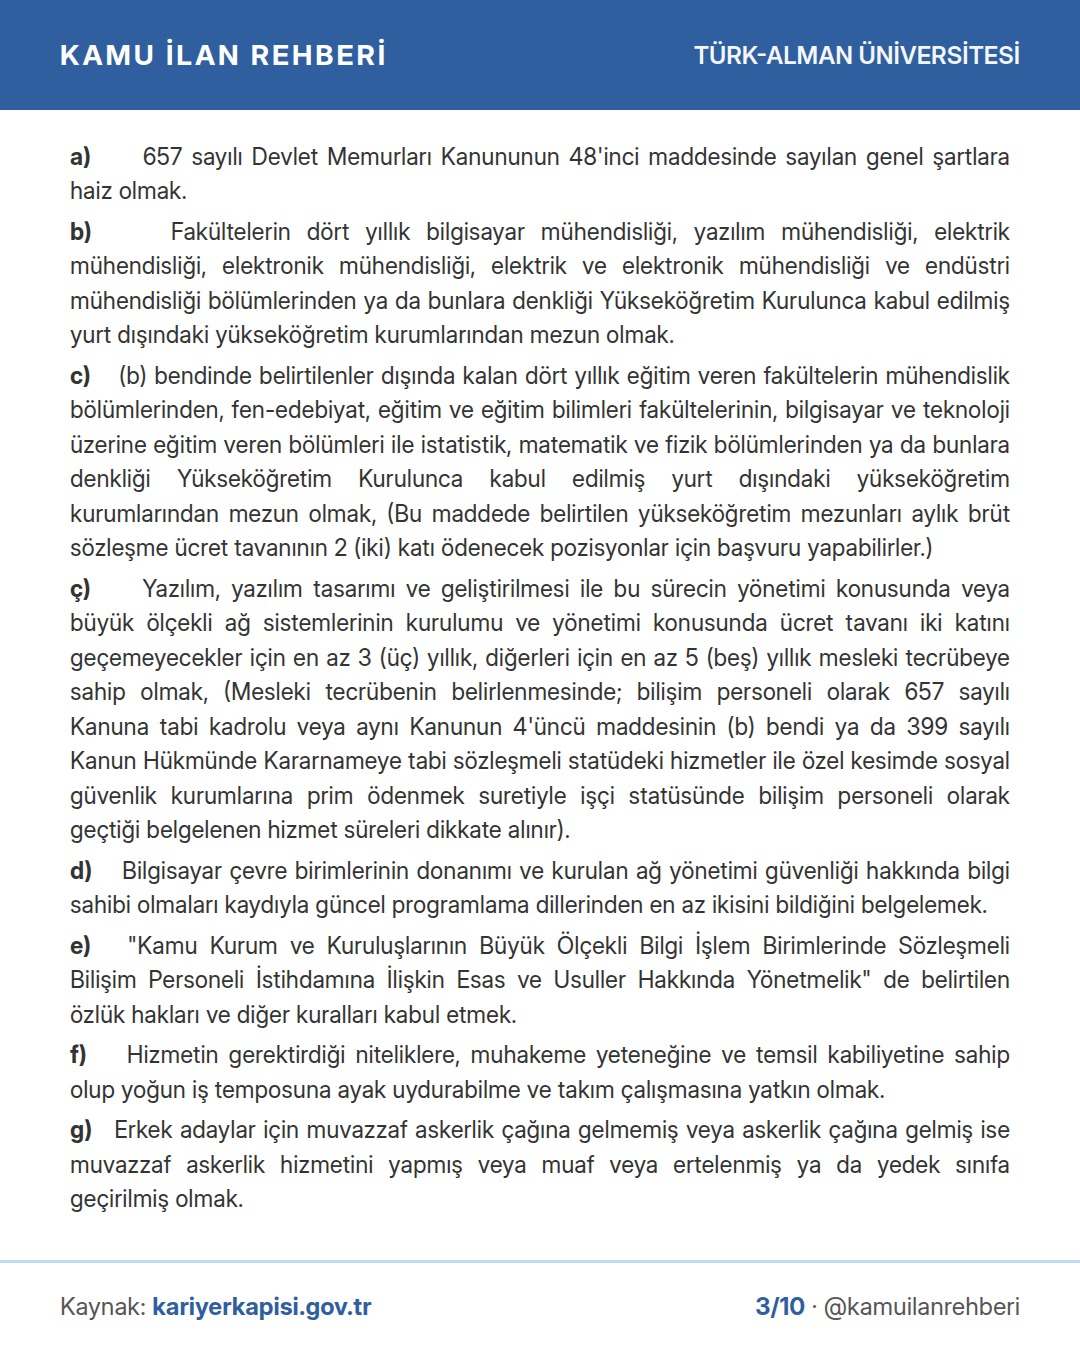 KAMU İLAN REHBERİ
TÜRK-ALMAN ÜNİVERSİTESİ
a) 657 sayılı Devlet Memurları Kanununun 48'inci maddesinde sayılan genel şartlara
haiz olmak.
b) Fakültelerin dört yıllık bilgisayar mühendisliği, yazılım mühendisliği, elektrik
mühendisliği, elektronik mühendisliği, elektrik ve elektronik mühendisliği ve endüstri
mühendisliği bölümlerinden ya da bunlara denkliği Yükseköğretim Kurulunca kabul edilmiş
yurt dışındaki yükseköğretim kurumlarından mezun olmak.
c) (b) bendinde belirtilenler dışında kalan dört yıllık eğitim veren fakültelerin mühendislik
bölümlerinden, fen-edebiyat, eğitim ve eğitim bilimleri fakültelerinin, bilgisayar ve teknoloji
üzerine eğitim veren bölümleri ile istatistik, matematik ve fizik bölümlerinden ya da bunlara
denkliği Yükseköğretim Kurulunca kabul edilmiş yurt dışındaki yükseköğretim
kurumlarından mezun olmak, (Bu maddede belirtilen yükseköğretim mezunları aylık brüt
sözleşme ücret tavanının 2 (iki) katı ödenecek pozisyonlar için başvuru yapabilirler.)
ç) Yazılım, yazılım tasarımı ve geliştirilmesi ile bu sürecin yönetimi konusunda veya
büyük ölçekli ağ sistemlerinin kurulumu ve yönetimi konusunda ücret tavanı iki katını
geçemeyecekler için en az 3 (üç) yıllık, diğerleri için en az 5 (beş) yıllık mesleki tecrübeye
sahip olmak, (Mesleki tecrübenin belirlenmesinde; bilişim personeli olarak 657 sayılı
Kanuna tabi kadrolu veya aynı Kanunun 4'üncü maddesinin (b) bendi ya da 399 sayılı
Kanun Hükmünde Kararnameye tabi sözleşmeli statüdeki hizmetler ile özel kesimde sosyal
güvenlik kurumlarına prim ödenmek suretiyle işçi statüsünde bilişim personeli olarak
geçtiği belgelenen hizmet süreleri dikkate alınır).
d) Bilgisayar çevre birimlerinin donanımı ve kurulan ağ yönetimi güvenliği hakkında bilgi
sahibi olmaları kaydıyla güncel programlama dillerinden en az ikisini bildiğini belgelemek.
e) "Kamu Kurum ve Kuruluşlarının Büyük Ölçekli Bilgi İşlem Birimlerinde Sözleşmeli
Bilişim Personeli İstihdamına İlişkin Esas ve Usuller Hakkında Yönetmelik" de belirtilen
özlük hakları ve diğer kuralları kabul etmek.
f) Hizmetin gerektirdiği niteliklere, muhakeme yeteneğine ve temsil kabiliyetine sahip
olup yoğun iş temposuna ayak uydurabilme ve takım çalışmasına yatkın olmak.
g) Erkek adaylar için muvazzaf askerlik çağına gelmemiş veya askerlik çağına gelmiş ise
muvazzaf askerlik hizmetini yapmış veya muaf veya ertelenmiş ya da yedek sınıfa
geçirilmiş olmak.
Kaynak: kariyerkapisi.gov.tr
3/10 · @kamuilanrehberi